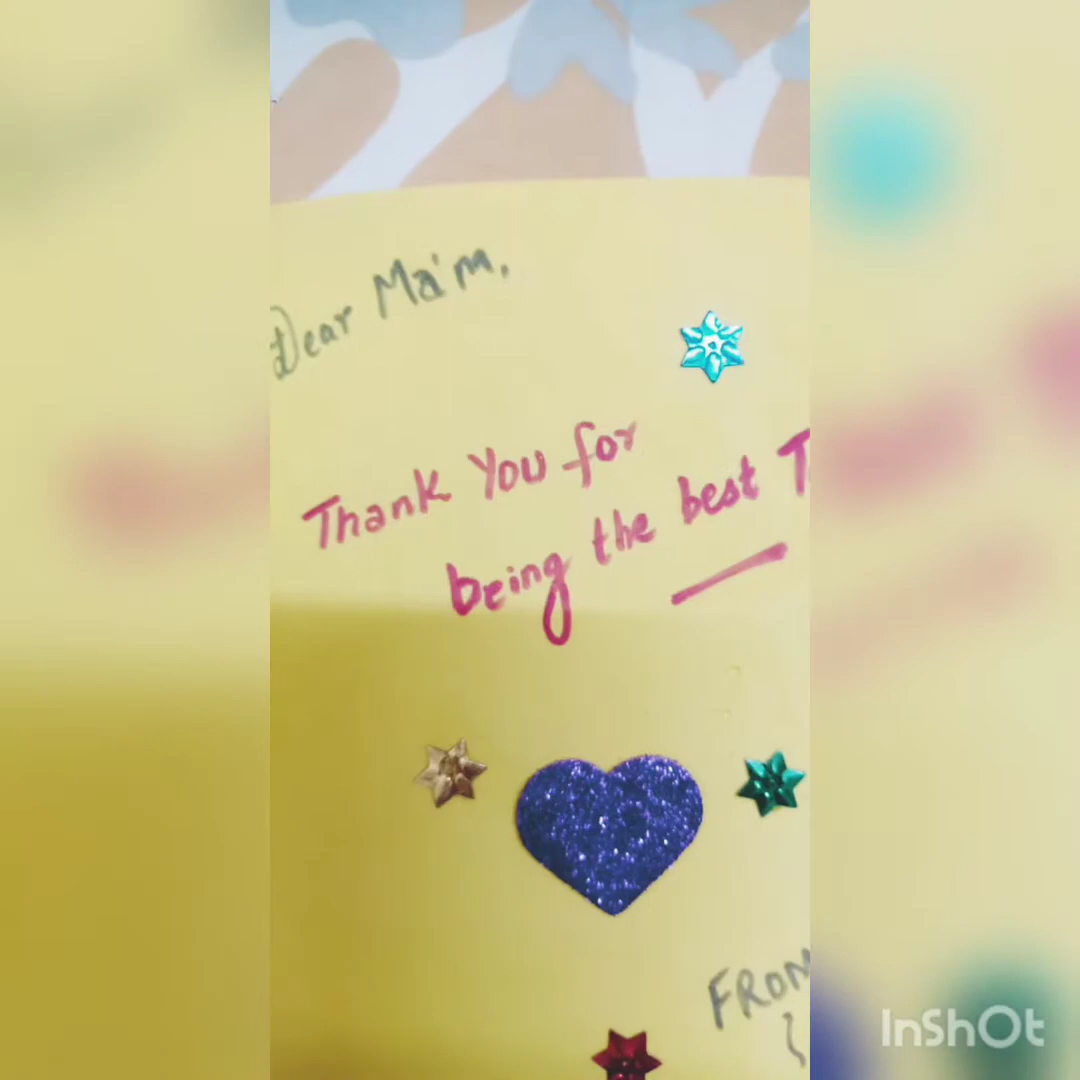 Dear Ma'm,
Thank You for
being the best T
FROM
InShOt